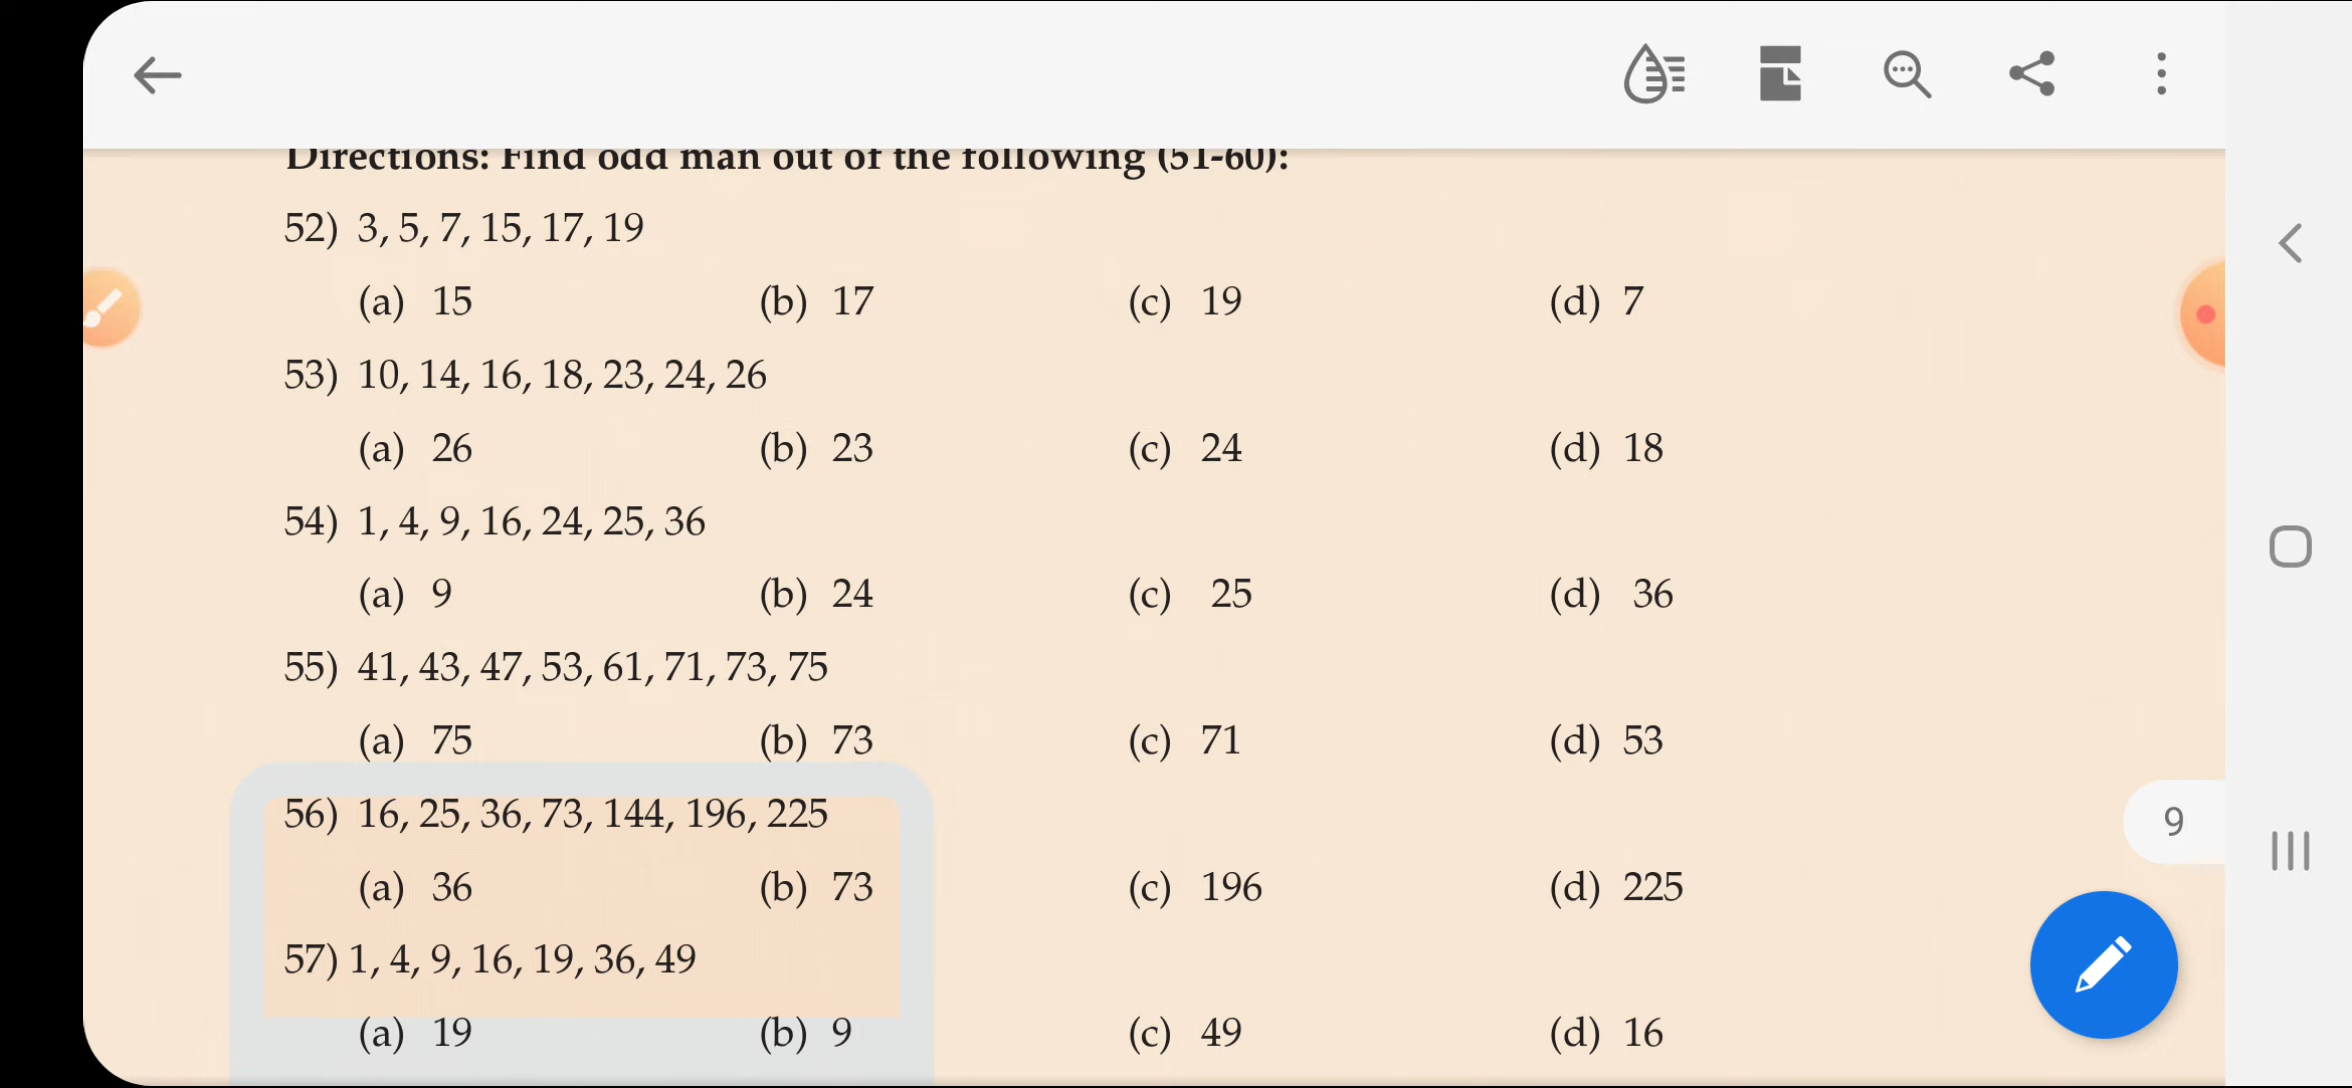 Directions: Find odd man out of the following (51-60):
52) 3, 5, 7, 15, 17, 19
(a) 15 (b) 17 (c) 19 (d) 7
53) 10, 14, 16, 18, 23, 24, 26
(a) 26 (b) 23 (c) 24 (d) 18
54) 1, 4, 9, 16, 24, 25, 36
(a) 9 (b) 24 (c) 25 (d) 36
55) 41, 43, 47, 53, 61, 71, 73, 75
(a) 75 (b) 73 (c) 71 (d) 53
56) 16, 25, 36, 73, 144, 196, 225
(a) 36 (b) 73 (c) 196 (d) 225
9
57) 1, 4, 9, 16, 19, 36, 49
(a) 19 (b) 9 (c) 49 (d) 16